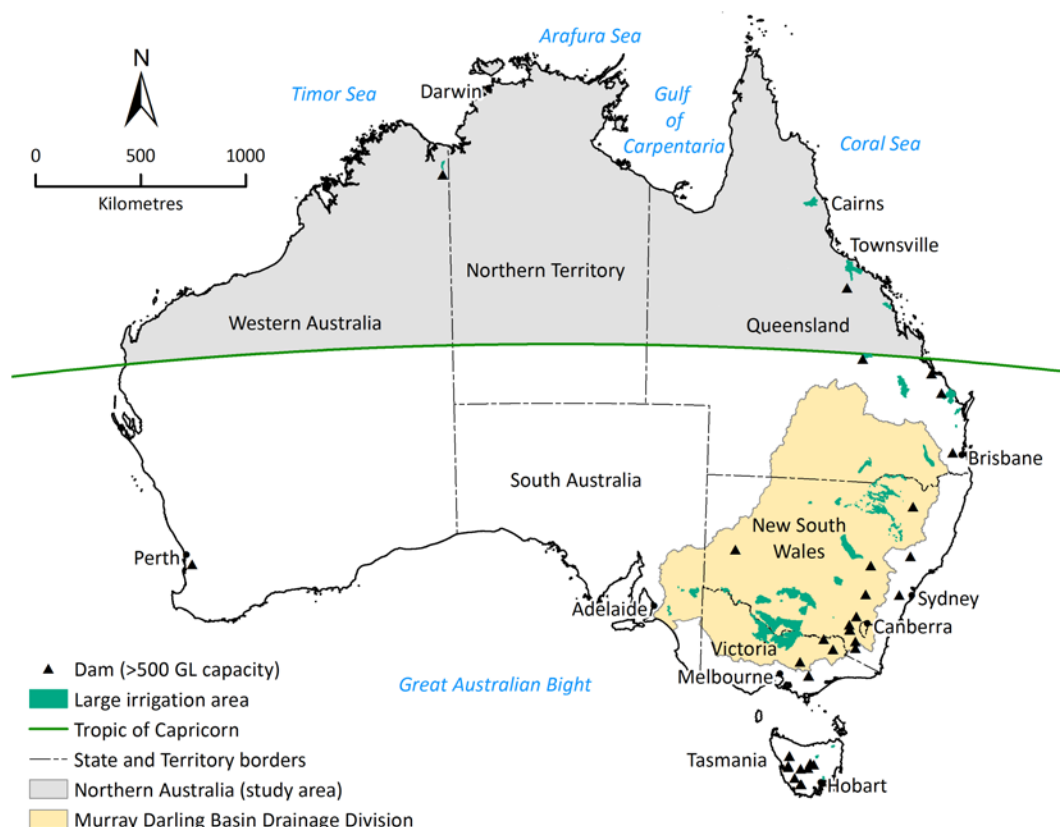 Arafura Sea
N
Timor Sea
Darwin
Gulf
of
Carpentaria
Coral Sea
0 500 1000
Kilometres
Cairns
Townsville
Northern Territory
Western Australia
Queensland
Brisbane
South Australia
New South
Wales
Perth
Adelaide
Sydney
Canberra
Victoria
Melbourne
Great Australian Bight
Tasmania
Hobart
Dam (>500 GL capacity)
Large irrigation area
Tropic of Capricorn
State and Territory borders
Northern Australia (study area)
Murray Darling Basin Drainage Division